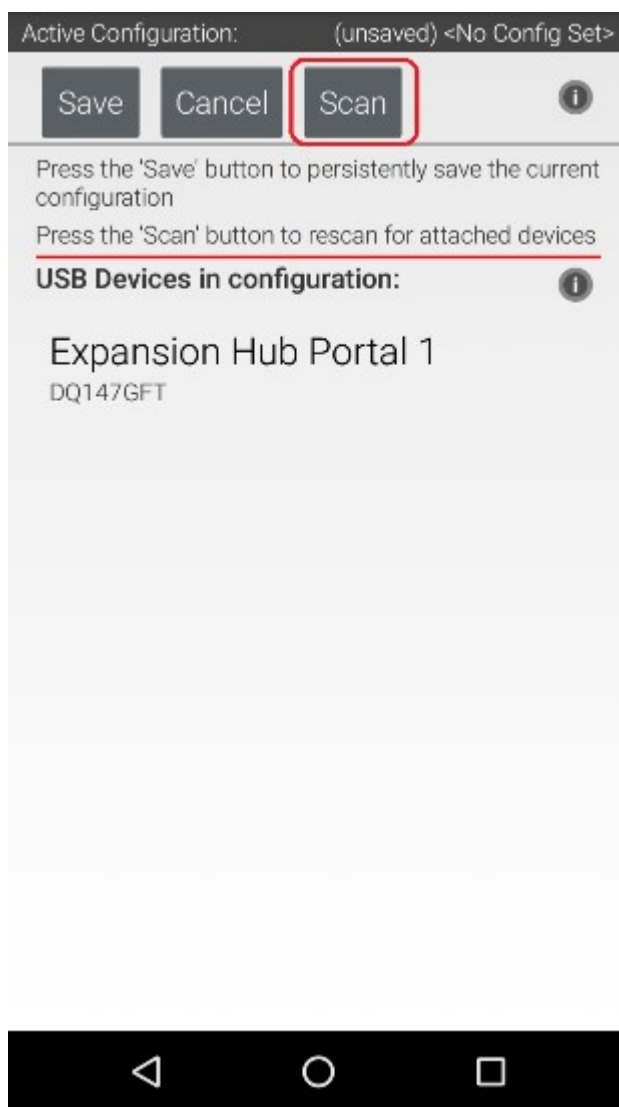 Active Configuration: (unsaved) <No Config Set>
Save Cancel Scan
Press the 'Save' button to persistently save the current
configuration
Press the 'Scan' button to rescan for attached devices
USB Devices in configuration:
Expansion Hub Portal 1
DQ147GFT